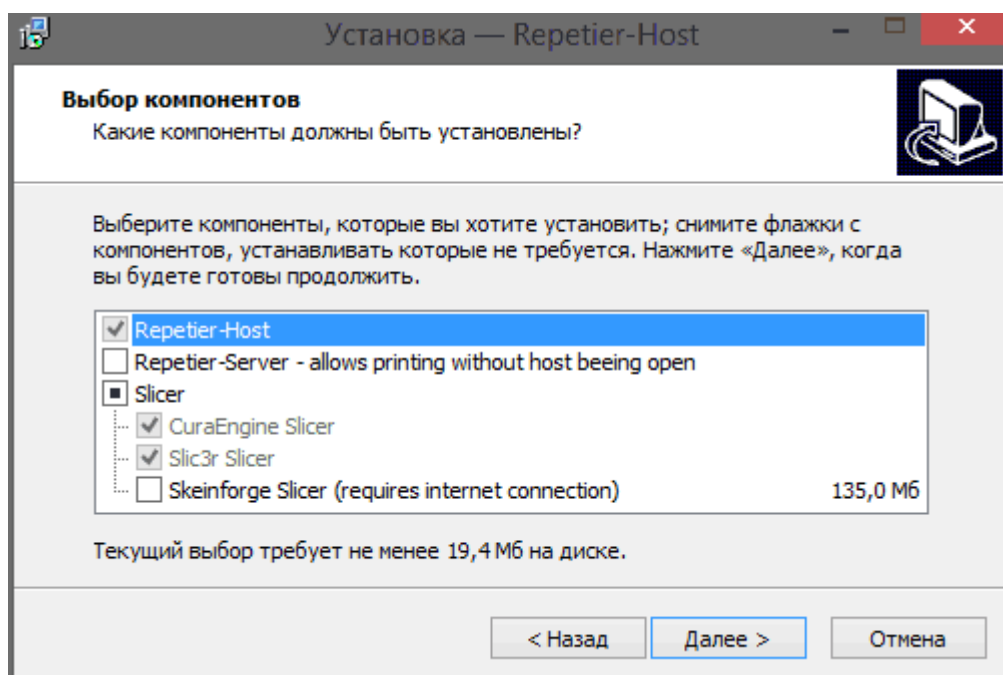 Установка — Repetier-Host
Выбор компонентов
Какие компоненты должны быть установлены?
Выберите компоненты, которые вы хотите установить; снимите флажки с
компонентов, устанавливать которые не требуется. Нажмите «Далее», когда
вы будете готовы продолжить.
Repetier-Host
Repetier-Server - allows printing without host beeing open
Slicer
CuraEngine Slicer
Slic3r Slicer
Skeinforge Slicer (requires internet connection) 135,0 Мб
Текущий выбор требует не менее 19,4 Мб на диске.
< Назад Далее > Отмена